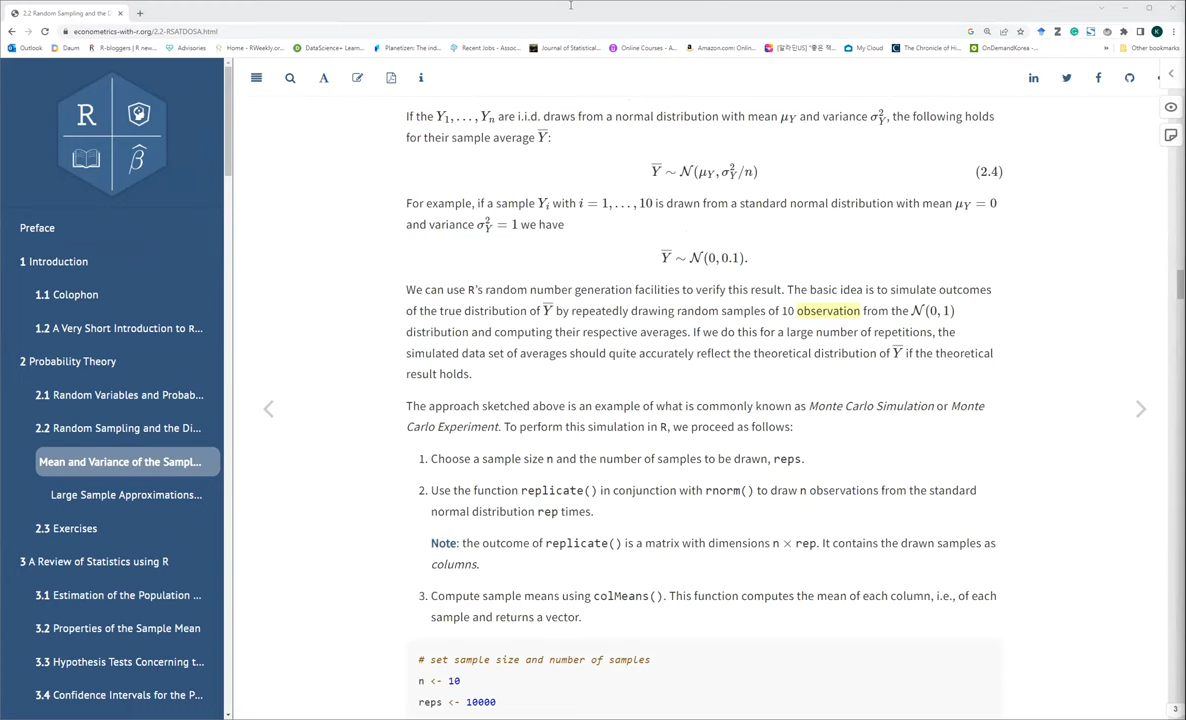 2.2 Random Sampling and the D
econometrics-with-r.org/2.2-RSATDOSA.html
K
Outlook
Daum
R-bloggers | R new...
Advisories
Home - RWeekly.or...
DataScience+ Learn...
Planetizen: The ind...
Recent Jobs - Assoc...
Journal of Statistical...
Online Courses - A...
Amazon.com: Onlin...
My Cloud
The Chronicle of Hi...
OnDemandKorea -...
»
Other bookmarks
R
β̂
Preface
1 Introduction
1.1 Colophon
1.2 A Very Short Introduction to R...
2 Probability Theory
2.1 Random Variables and Probab...
2.2 Random Sampling and the Di...
Mean and Variance of the Sampl...
Large Sample Approximations...
2.3 Exercises
3 A Review of Statistics using R
3.1 Estimation of the Population ...
3.2 Properties of the Sample Mean
3.3 Hypothesis Tests Concerning t...
3.4 Confidence Intervals for the P...
A
i
in
f
If the Y₁, . . . , Yₙ are i.i.d. draws from a normal distribution with mean μ_Y and variance σ²_Y, the following holds
for their sample average Y̅:
Y̅ ∼ 𝒩(μ_Y, σ²_Y/n) (2.4)
For example, if a sample Yᵢ with i = 1, . . . , 10 is drawn from a standard normal distribution with mean μ_Y = 0
and variance σ²_Y = 1 we have
Y̅ ∼ 𝒩(0, 0.1).
We can use R's random number generation facilities to verify this result. The basic idea is to simulate outcomes
of the true distribution of Y̅ by repeatedly drawing random samples of 10 observation from the 𝒩(0, 1)
distribution and computing their respective averages. If we do this for a large number of repetitions, the
simulated data set of averages should quite accurately reflect the theoretical distribution of Y̅ if the theoretical
result holds.
The approach sketched above is an example of what is commonly known as Monte Carlo Simulation or Monte
Carlo Experiment. To perform this simulation in R, we proceed as follows:
1. Choose a sample size n and the number of samples to be drawn, reps.
2. Use the function replicate() in conjunction with rnorm() to draw n observations from the standard
normal distribution rep times.
Note: the outcome of replicate() is a matrix with dimensions n × rep. It contains the drawn samples as
columns.
3. Compute sample means using colMeans(). This function computes the mean of each column, i.e., of each
sample and returns a vector.
# set sample size and number of samples
n <- 10
reps <- 10000
3